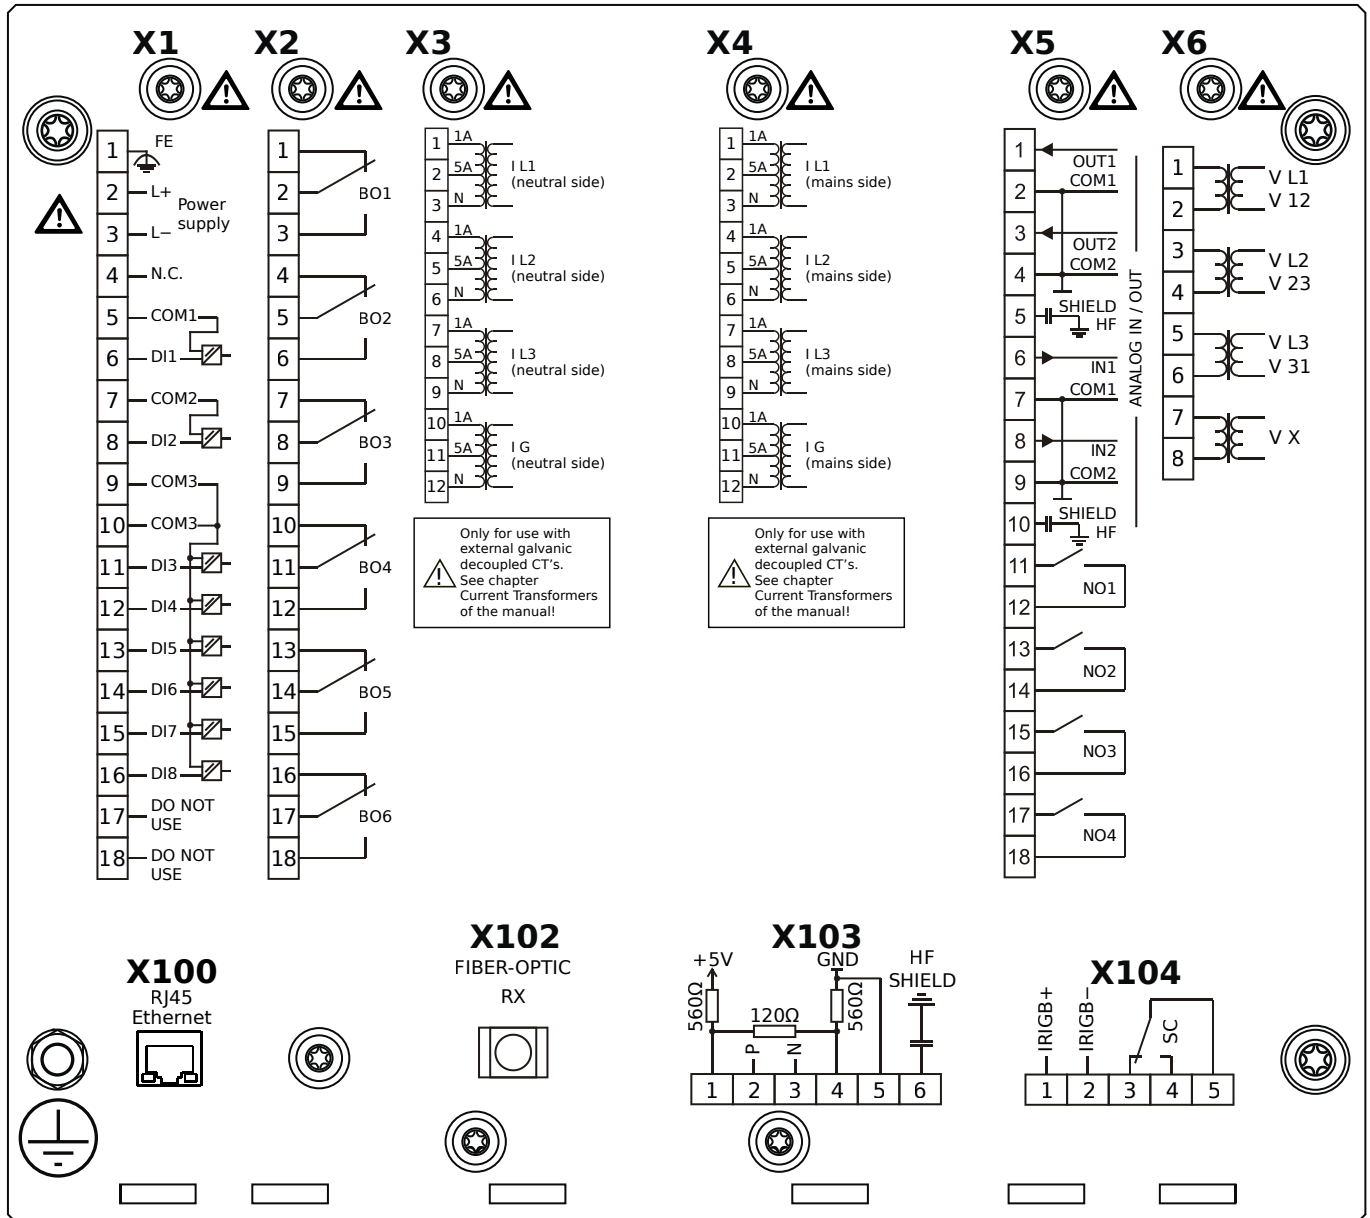 X1
1
FE
2
L+
Power
supply
3
L−
4
N.C.
5
COM1
6
DI1
7
COM2
8
DI2
9
COM3
10
COM3
11
DI3
12
DI4
13
DI5
14
DI6
15
DI7
16
DI8
17
DO NOT
USE
18
DO NOT
USE
X2
1
2
BO1
3
4
5
BO2
6
7
8
BO3
9
10
11
BO4
12
13
14
BO5
15
16
17
BO6
18
X3
1
1A
2
5A
3
N
I L1
(neutral side)
4
1A
5
5A
6
N
I L2
(neutral side)
7
1A
8
5A
9
N
I L3
(neutral side)
10
1A
11
5A
12
N
I G
(neutral side)
Only for use with
external galvanic
decoupled CT's.
See chapter
Current Transformers
of the manual!
X4
1
1A
2
5A
3
N
I L1
(mains side)
4
1A
5
5A
6
N
I L2
(mains side)
7
1A
8
5A
9
N
I L3
(mains side)
10
1A
11
5A
12
N
I G
(mains side)
Only for use with
external galvanic
decoupled CT's.
See chapter
Current Transformers
of the manual!
X5
1
OUT1
2
COM1
3
OUT2
4
COM2
5
SHIELD
HF
6
IN1
7
COM1
8
IN2
9
COM2
10
SHIELD
HF
ANALOG IN / OUT
11
NO1
12
13
NO2
14
15
NO3
16
17
NO4
18
X6
1
V L1
2
V 12
3
V L2
4
V 23
5
V L3
6
V 31
7
V X
8
X100
RJ45
Ethernet
X102
FIBER-OPTIC
RX
X103
+5V
GND
HF
SHIELD
560Ω
120Ω
560Ω
P
N
1 2 3 4 5 6
X104
IRIGB+
IRIGB−
SC
1 2 3 4 5